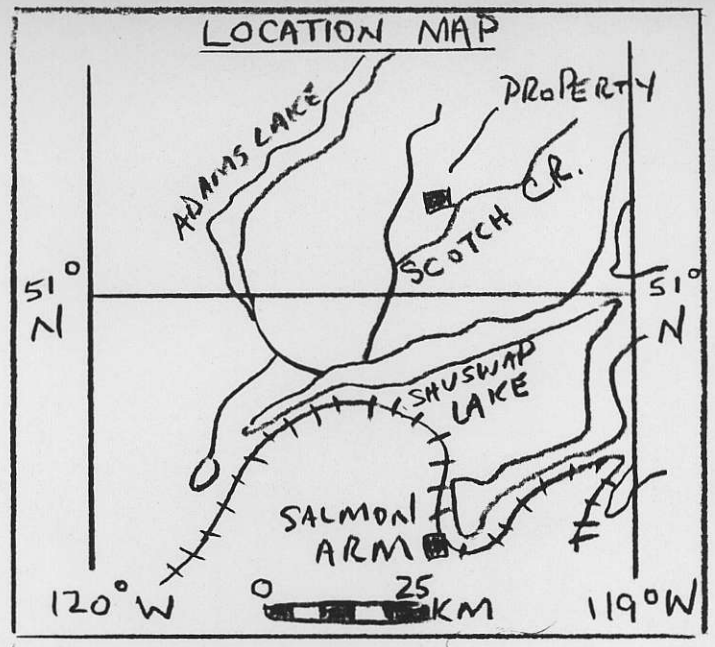 LOCATION MAP
PROPERTY
ADAMS LAKE
SCOTCH CR.
51° N
51° N
SHUSWAP LAKE
SALMON ARM
0 25 KM
120° W
119° W